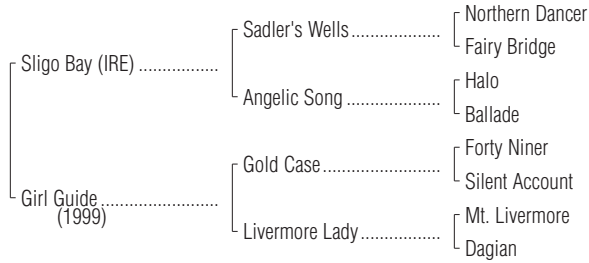 Northern Dancer
Sadler's Wells...................
Fairy Bridge
Sligo Bay (IRE) .................
Halo
Angelic Song ....................
Ballade
Forty Niner
Gold Case.........................
Silent Account
Girl Guide.........................
(1999)
Mt. Livermore
Livermore Lady.................
Dagian